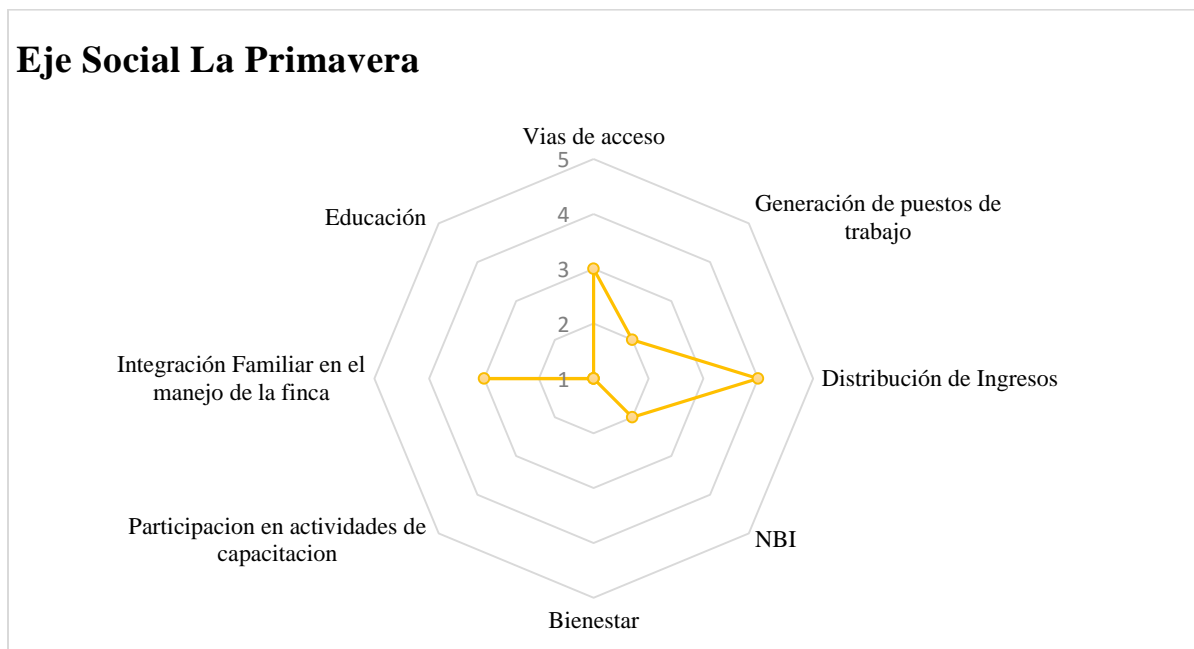 Eje Social La Primavera
Vias de acceso
5
4
3
2
1
Generación de puestos de
trabajo
Distribución de Ingresos
NBI
Bienestar
Participacion en actividades de
capacitacion
Integración Familiar en el
manejo de la finca
Educación